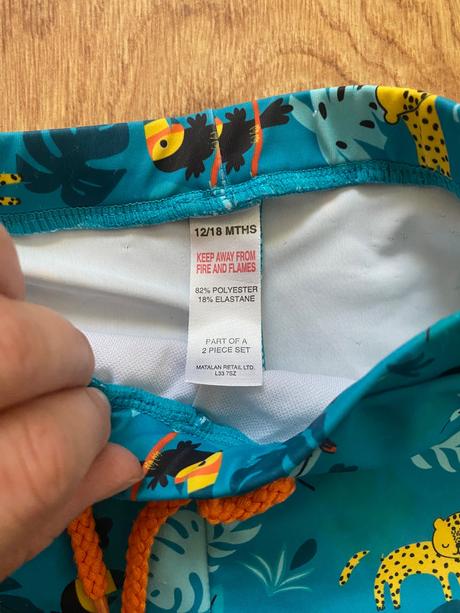 12/18 MTHS
KEEP AWAY FROM
FIRE AND FLAMES
82% POLYESTER
18% ELASTANE
PART OF A
2 PIECE SET
MATALAN RETAIL LTD.
L33 7SZ